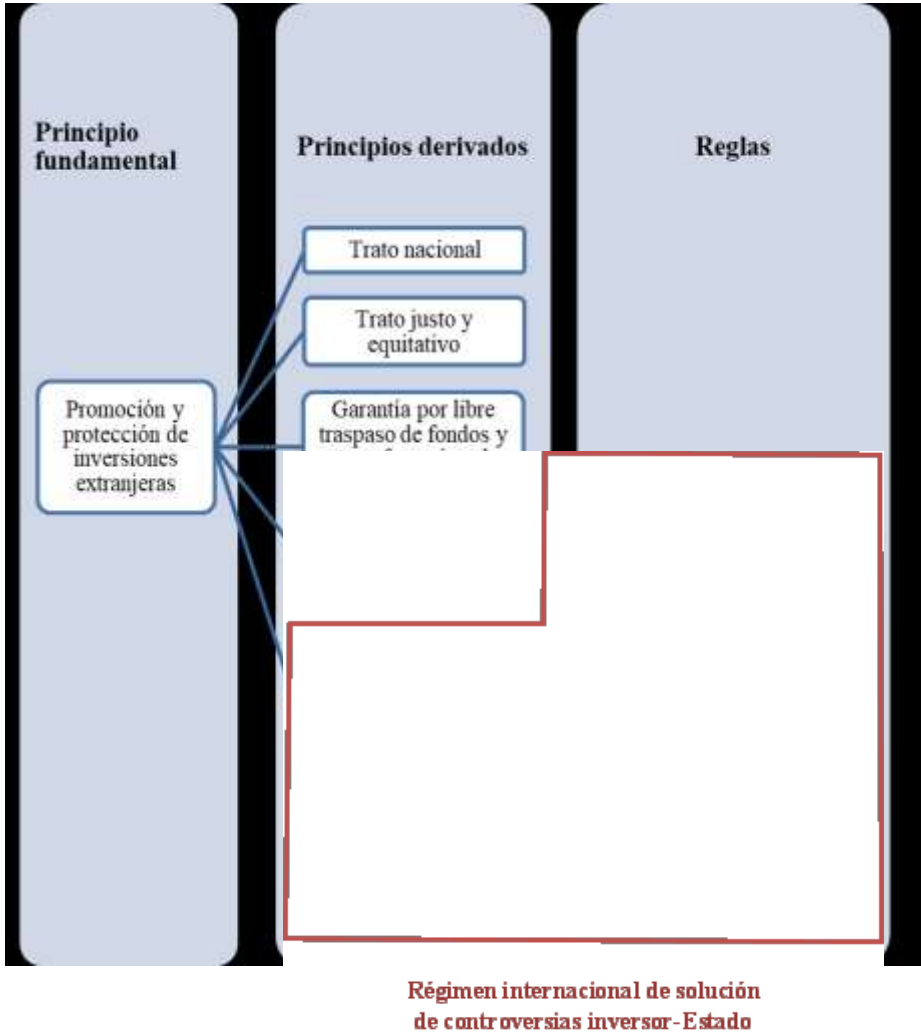 Principio
fundamental
Principios derivados
Reglas
Trato nacional
Trato justo y
equitativo
Garantía por libre
traspaso de fondos y
Promoción y
protección de
inversiones
extranjeras
Régimen internacional de solución
de controversias inversor-Estado